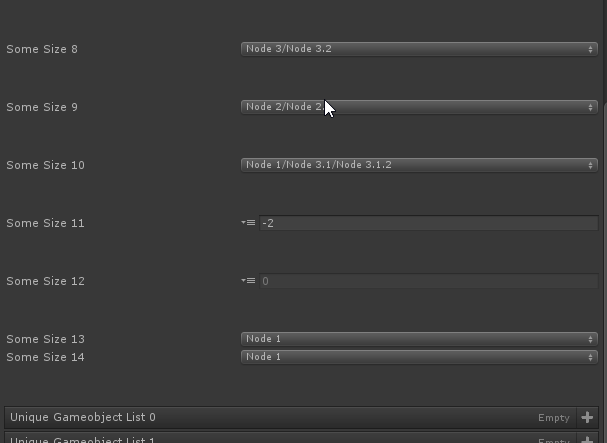 Some Size 8 Node 3/Node 3.2
Some Size 9 Node 2/Node 2.
Some Size 10 Node 1/Node 3.1/Node 3.1.2
Some Size 11 -2
Some Size 12 0
Some Size 13 Node 1
Some Size 14 Node 1
Unique Gameobject List 0 Empty
Unique Gameobject List 1 Empty